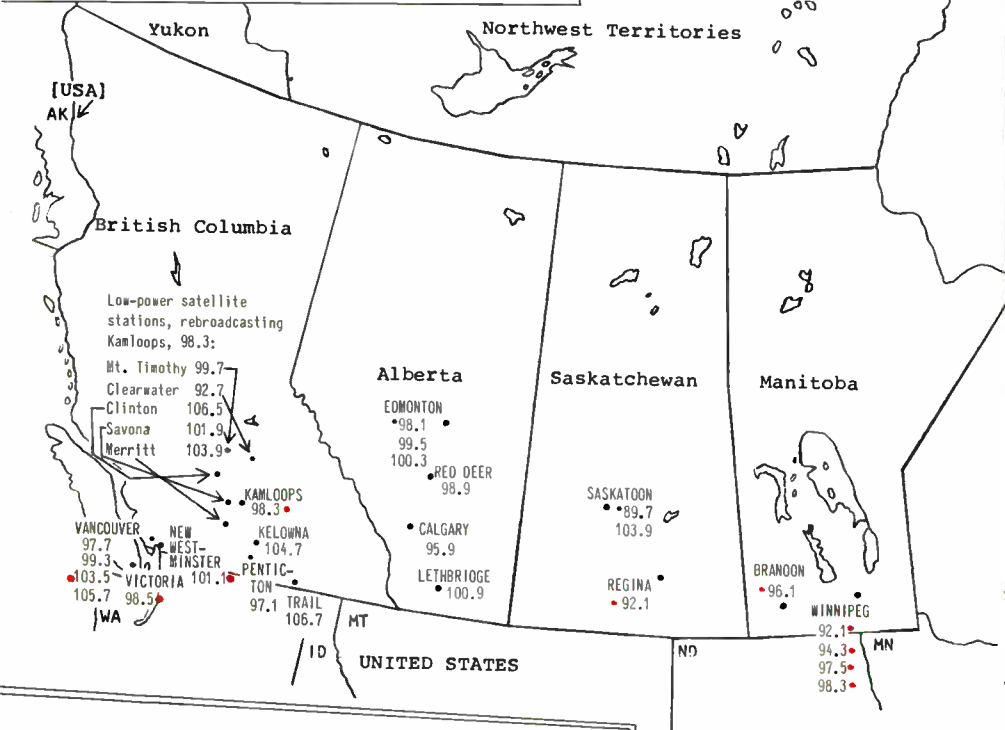 Yukon
Northwest Territories
[USA]
AK
British Columbia
Low-power satellite
stations, rebroadcasting
Kamloops, 98.3:
Mt. Timothy 99.7
Clearwater 92.7
Clinton 106.5
Savona 101.9
Merritt 103.9
Alberta
Saskatchewan
Manitoba
EDMONTON
98.1
99.5
100.3
RED DEER
98.9
CALGARY
95.9
LETHBRIDGE
100.9
SASKATOON
89.7
103.9
REGINA
92.1
BRANDON
96.1
WINNIPEG
92.1
94.3
97.5
98.3
KAMLOOPS
98.3
KELOWNA
104.7
PENTIC-
TON
97.1
TRAIL
106.7
VANCOUVER
97.7
99.3
103.5
105.7
NEW
WEST-
MINSTER
101.1
VICTORIA
98.5
WA
ID
MT
UNITED STATES
ND
MN